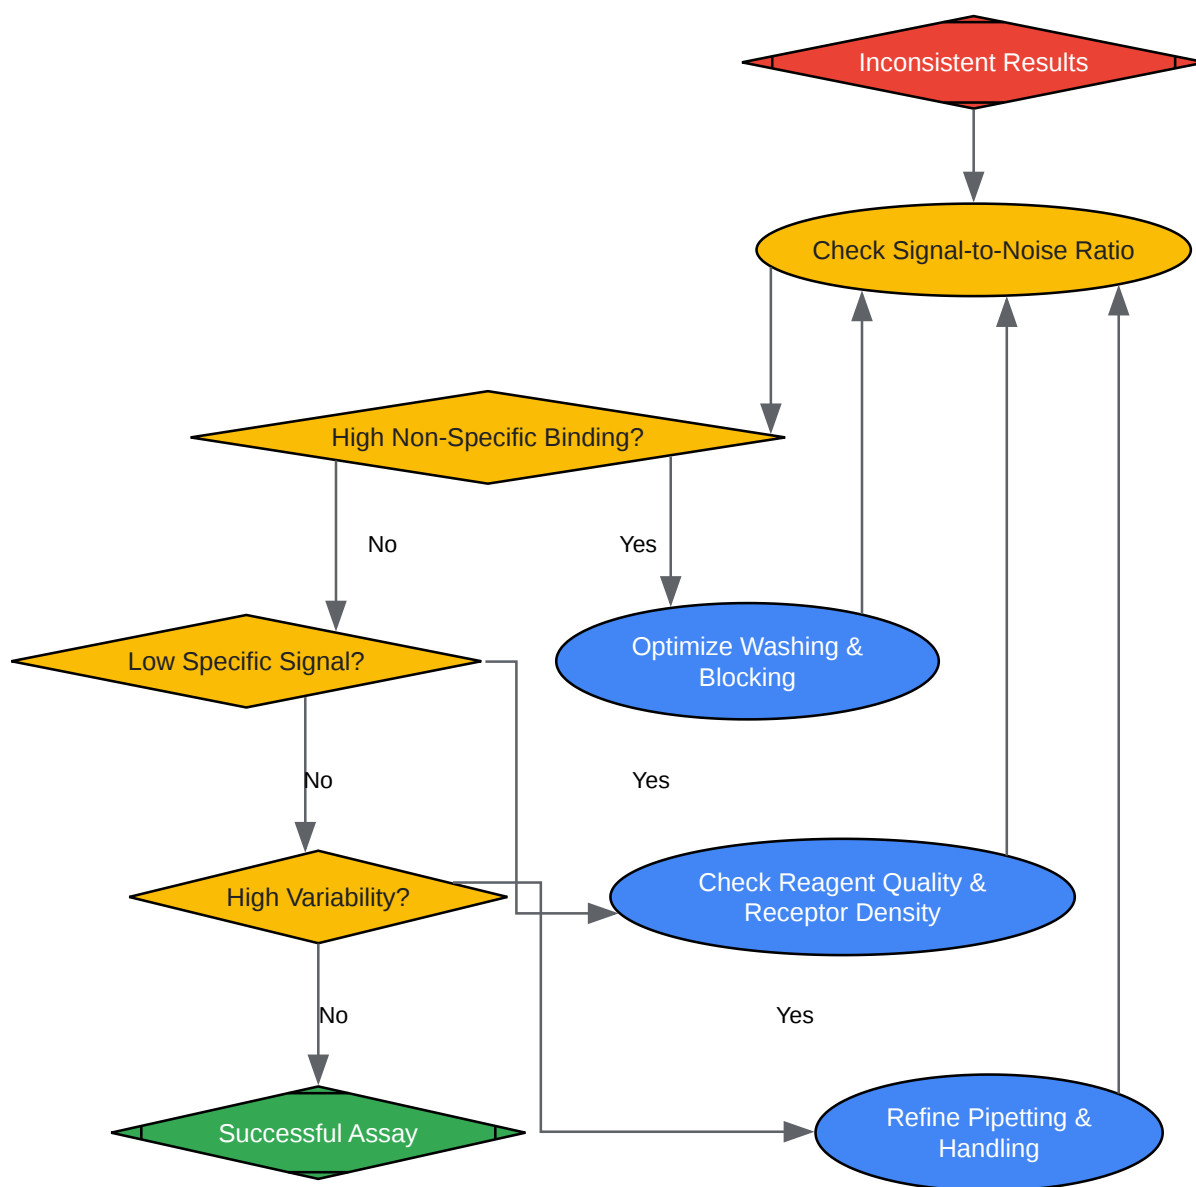 Inconsistent Results
Check Signal-to-Noise Ratio
High Non-Specific Binding?
No
Yes
Low Specific Signal?
Optimize Washing &
Blocking
No
Yes
High Variability?
Check Reagent Quality &
Receptor Density
No
Yes
Successful Assay
Refine Pipetting &
Handling